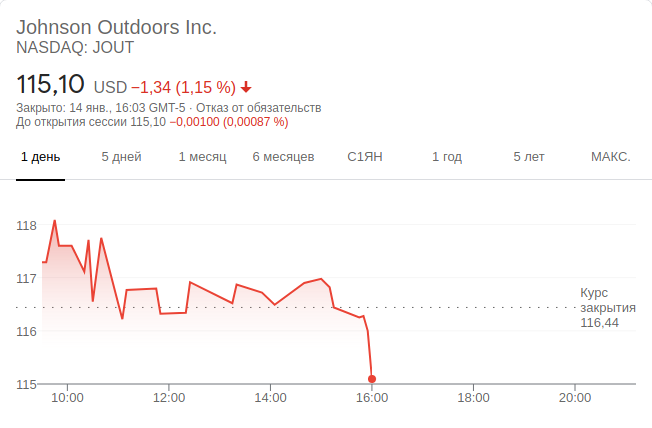 Johnson Outdoors Inc.
NASDAQ: JOUT
115,10 USD −1,34 (1,15 %)
Закрыто: 14 янв., 16:03 GMT-5 · Отказ от обязательств
До открытия сессии 115,10 −0,00100 (0,00087 %)
1 день 5 дней 1 месяц 6 месяцев С1ЯН 1 год 5 лет МАКС.
118
117
Курс
закрытия
116,44
116
115
10:00 12:00 14:00 16:00 18:00 20:00